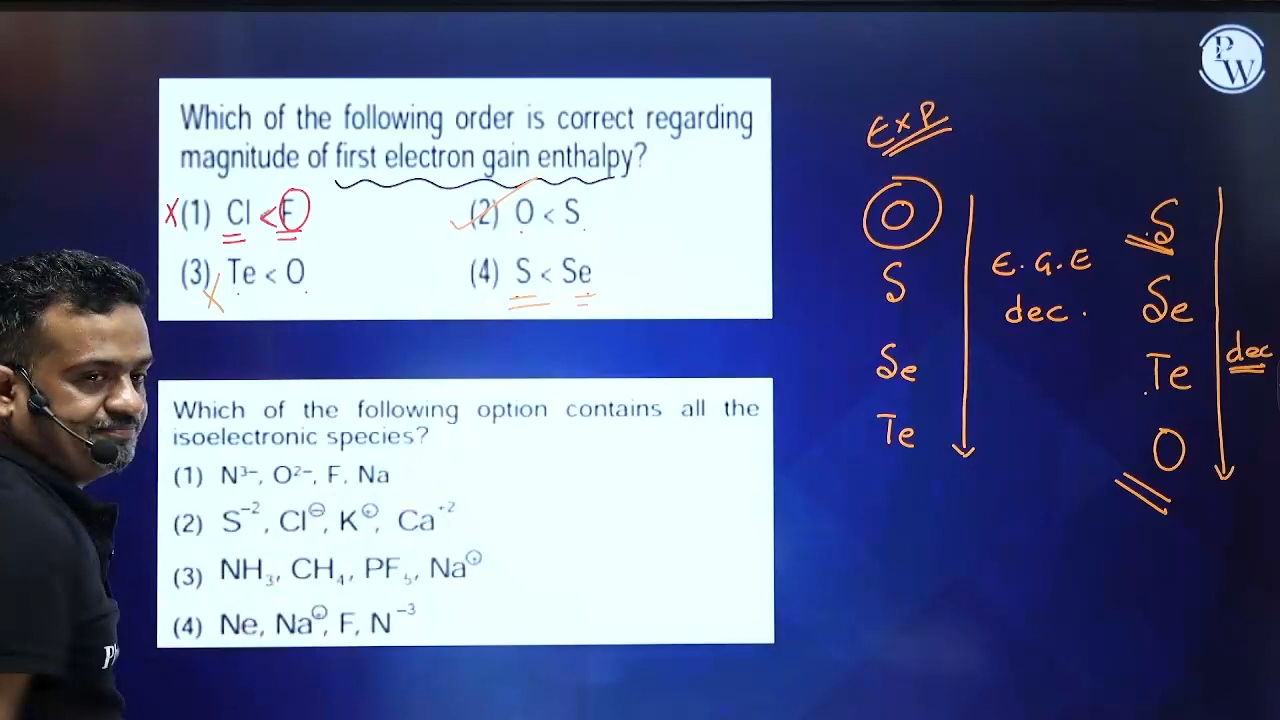 PW
Which of the following order is correct regarding
magnitude of first electron gain enthalpy?
X(1) Cl < F
(2) O < S
(3) Te < O
(4) S < Se
Which of the following option contains all the
isoelectronic species?
(1) N³⁻, O²⁻, F, Na
(2) S⁻², Cl⊖, K⊕, Ca⁺²
(3) NH₃, CH₄, PF₅, Na⊕
(4) Ne, Na⊕, F, N⁻³
EXP
O
S
Se
Te
E.G.E
dec.
S
Se
Te
O
dec